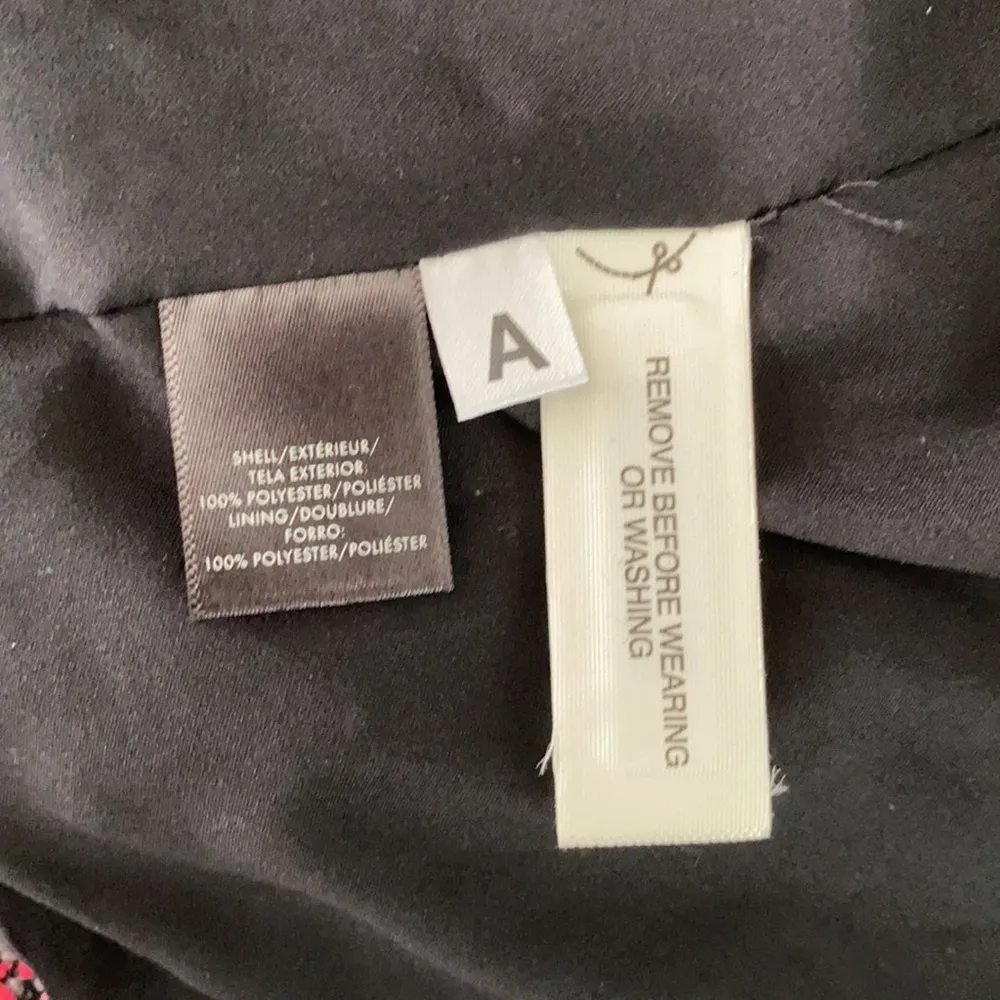 SHELL/EXTÉRIEUR/
TELA EXTERIOR:
100% POLYESTER/POLIÉSTER
LINING/DOUBLURE/
FORRO:
100% POLYESTER/POLIÉSTER
A
REMOVE BEFORE WEARING
OR WASHING